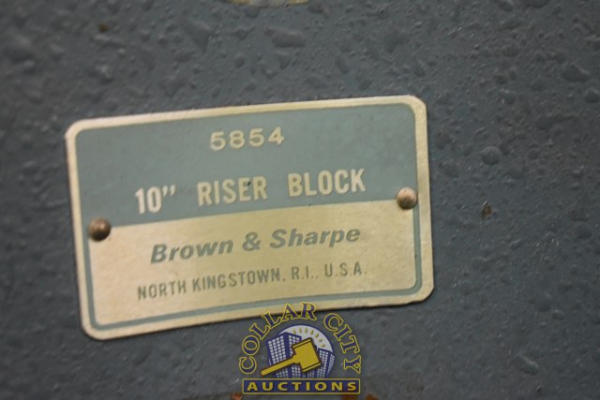 5854
10" RISER BLOCK
Brown & Sharpe
NORTH KINGSTOWN, R.I., U.S.A.
COLLAR CITY
AUCTIONS